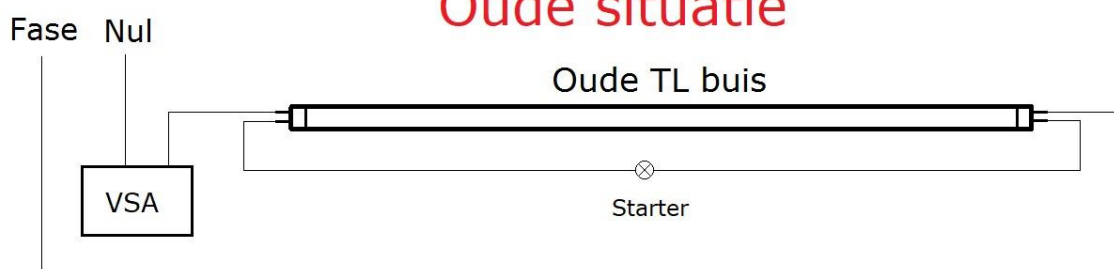 Oude situatie
Fase Nul
Oude TL buis
VSA
Starter